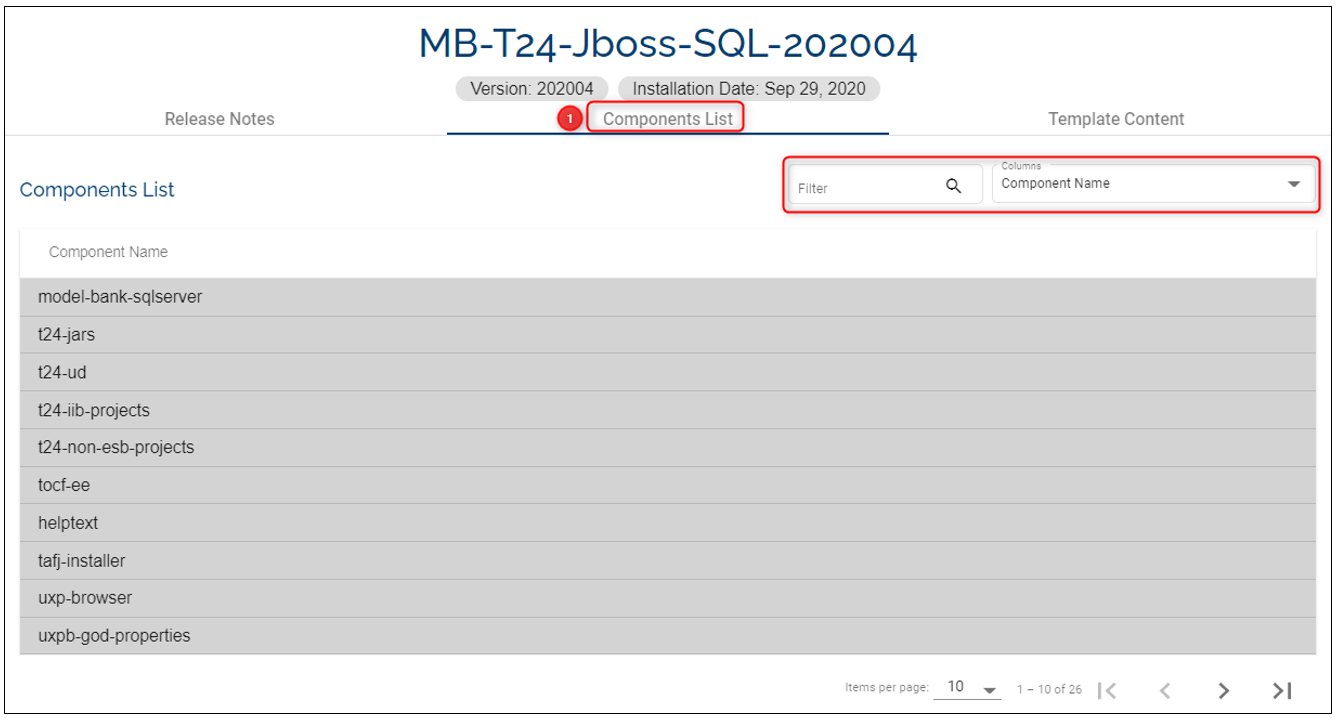 MB-T24-Jboss-SQL-202004
Version: 202004 Installation Date: Sep 29, 2020
Release Notes 1 Components List Template Content
Components List Filter Columns Component Name
Component Name
model-bank-sqlserver
t24-jars
t24-ud
t24-iib-projects
t24-non-esb-projects
tocf-ee
helptext
tafj-installer
uxp-browser
uxpb-god-properties
Items per page: 10 1 – 10 of 26